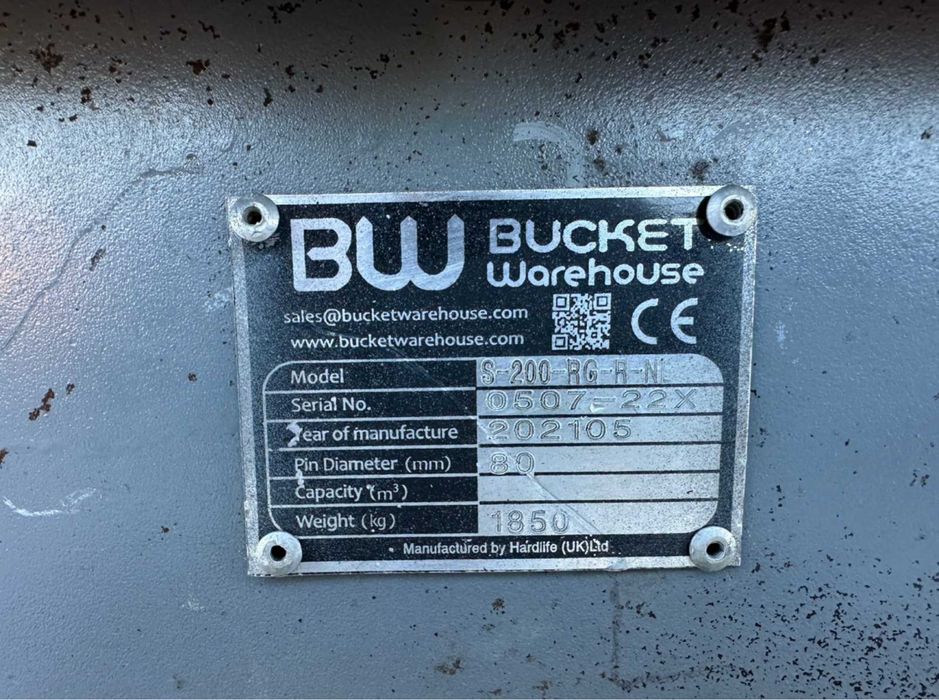 BW BUCKET
Warehouse
sales@bucketwarehouse.com
www.bucketwarehouse.com
CE
Model S-200-RG-R-NL
Serial No. 0507-22X
Year of manufacture 202105
Pin Diameter (mm) 80
Capacity (m³)
Weight (kg) 1850
Manufactured by Hardlife (UK)Ltd